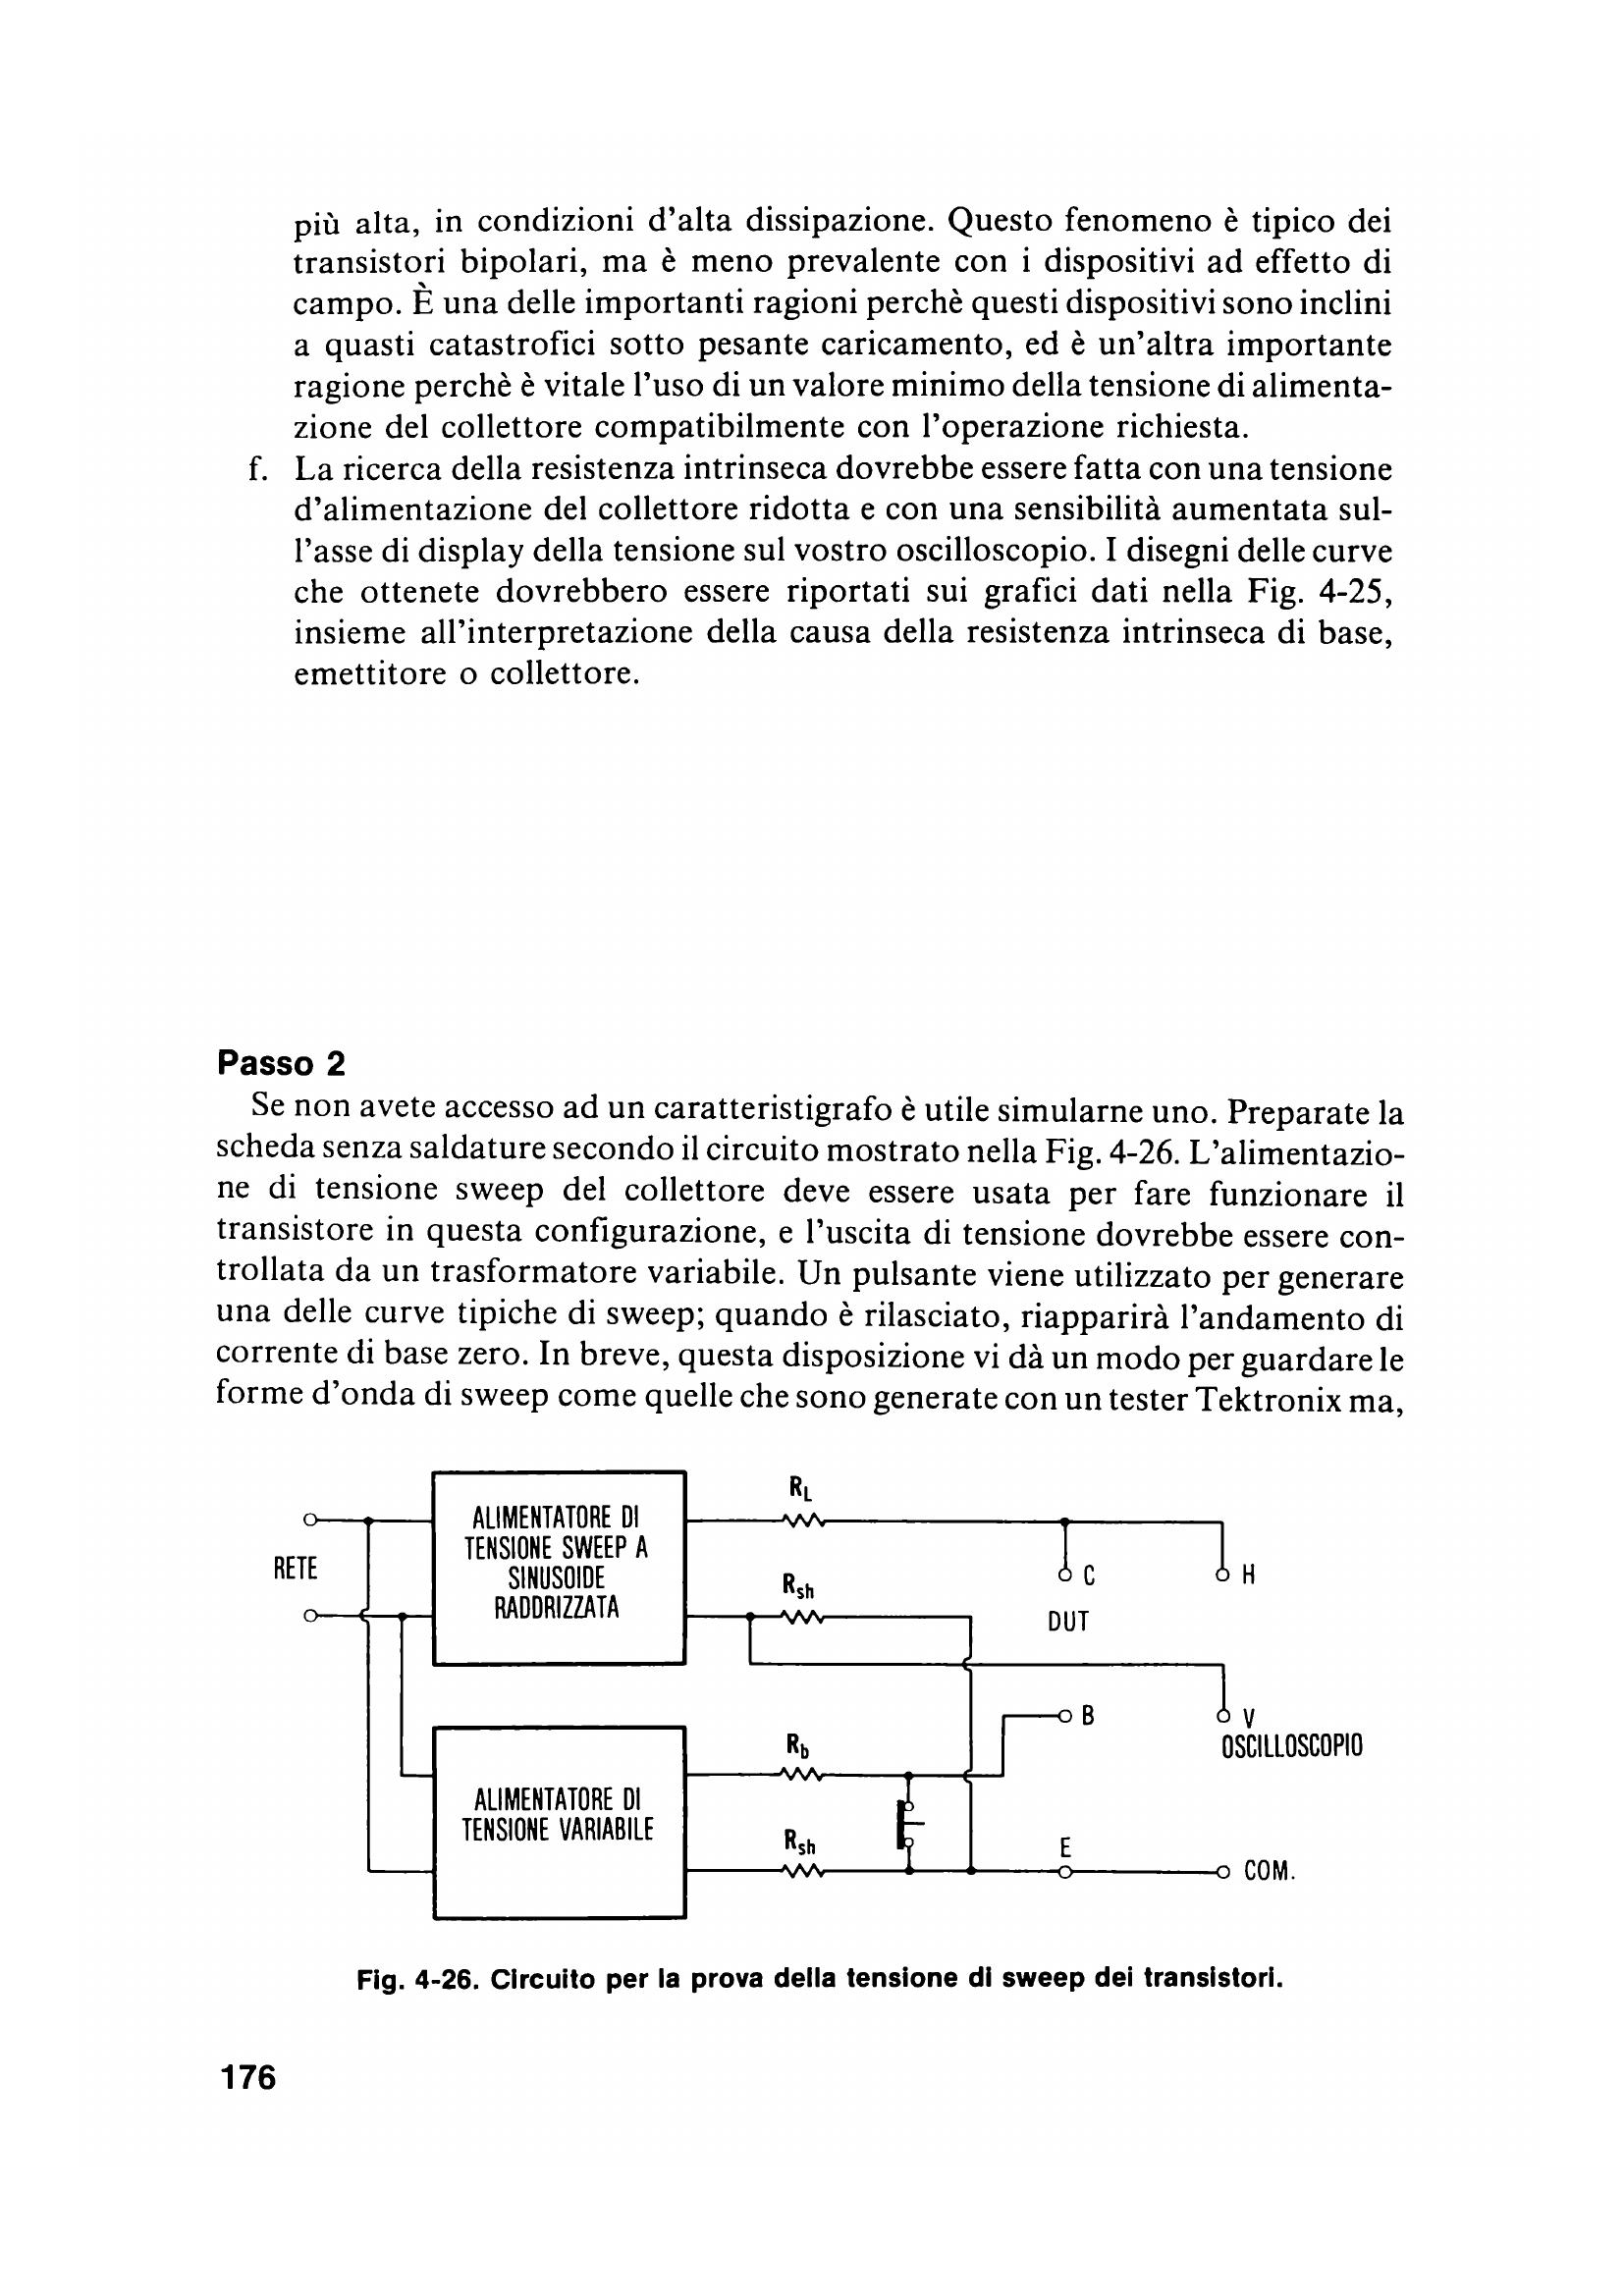 più alta, in condizioni d'alta dissipazione. Questo fenomeno è tipico dei
transistori bipolari, ma è meno prevalente con i dispositivi ad effetto di
campo. È una delle importanti ragioni perchè questi dispositivi sono inclini
a quasti catastrofici sotto pesante caricamento, ed è un'altra importante
ragione perchè è vitale l'uso di un valore minimo della tensione di alimenta-
zione del collettore compatibilmente con l'operazione richiesta.
f. La ricerca della resistenza intrinseca dovrebbe essere fatta con una tensione
d'alimentazione del collettore ridotta e con una sensibilità aumentata sul-
l'asse di display della tensione sul vostro oscilloscopio. I disegni delle curve
che ottenete dovrebbero essere riportati sui grafici dati nella Fig. 4-25,
insieme all'interpretazione della causa della resistenza intrinseca di base,
emettitore o collettore.
Passo 2
Se non avete accesso ad un caratteristigrafo è utile simularne uno. Preparate la
scheda senza saldature secondo il circuito mostrato nella Fig. 4-26. L'alimentazio-
ne di tensione sweep del collettore deve essere usata per fare funzionare il
transistore in questa configurazione, e l'uscita di tensione dovrebbe essere con-
trollata da un trasformatore variabile. Un pulsante viene utilizzato per generare
una delle curve tipiche di sweep; quando è rilasciato, riapparirà l'andamento di
corrente di base zero. In breve, questa disposizione vi dà un modo per guardare le
forme d'onda di sweep come quelle che sono generate con un tester Tektronix ma,
RETE
ALIMENTATORE DI
TENSIONE SWEEP A
SINUSOIDE
RADDRIZZATA
RL
Rsh
C
H
DUT
B
V
OSCILLOSCOPIO
ALIMENTATORE DI
TENSIONE VARIABILE
Rb
Rsh
E
COM.
Fig. 4-26. Circuito per la prova della tensione di sweep dei transistori.
176